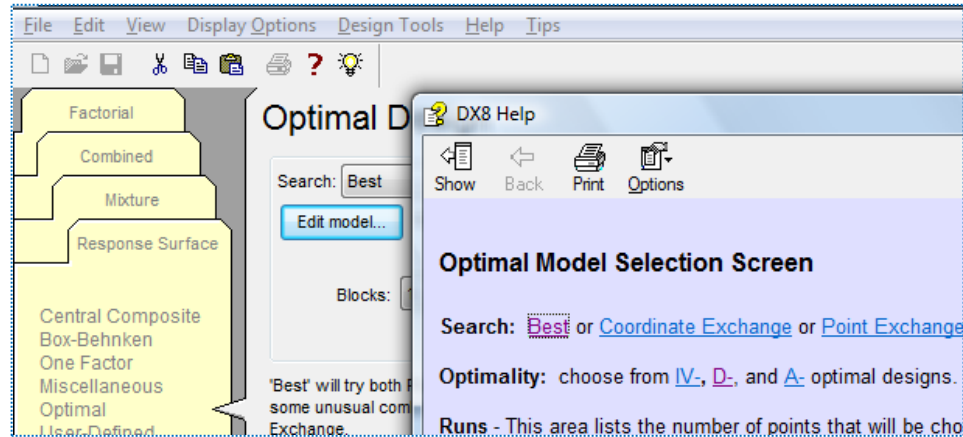 File Edit View Display Options Design Tools Help Tips
Factorial
Combined
Mixture
Response Surface
Central Composite
Box-Behnken
One Factor
Miscellaneous
Optimal
User-Defined
Optimal D
Search: Best
Edit model...
Blocks:
'Best' will try both
some unusual com
Exchange.
DX8 Help
Show Back Print Options
Optimal Model Selection Screen
Search: Best or Coordinate Exchange or Point Exchange
Optimality: choose from IV-, D-, and A- optimal designs.
Runs - This area lists the number of points that will be cho